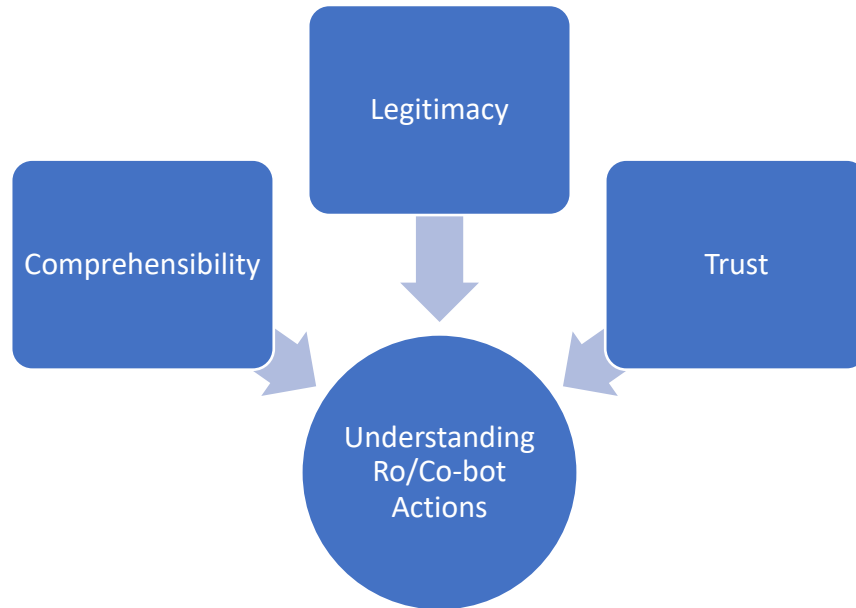 Legitimacy
Comprehensibility
Trust
Understanding
Ro/Co-bot
Actions